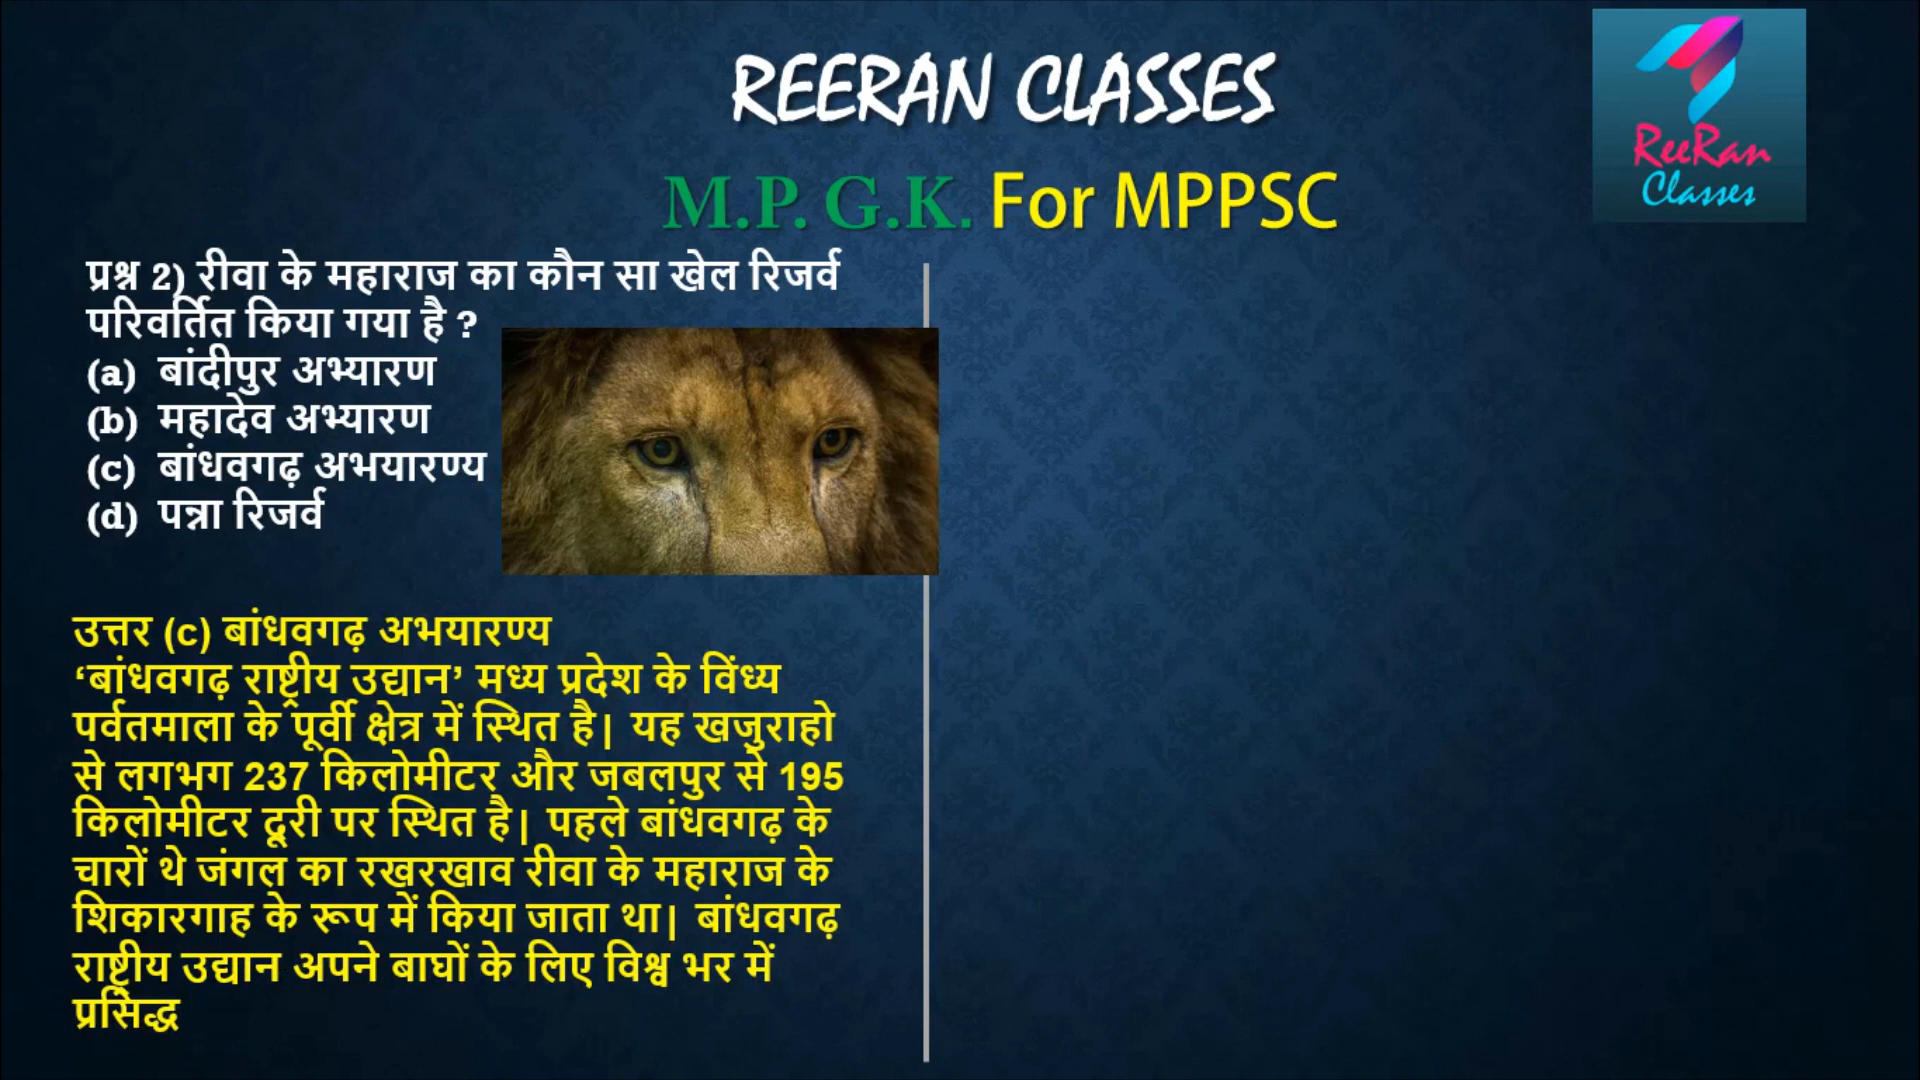 REERAN CLASSES
M.P. G.K. For MPPSC
ReeRan
Classes
प्रश्न 2) रीवा के महाराज का कौन सा खेल रिजर्व
परिवर्तित किया गया है ?
(a) बांदीपुर अभ्यारण
(b) महादेव अभ्यारण
(c) बांधवगढ़ अभयारण्य
(d) पन्ना रिजर्व
उत्तर (c) बांधवगढ़ अभयारण्य
‘बांधवगढ़ राष्ट्रीय उद्यान’ मध्य प्रदेश के विंध्य
पर्वतमाला के पूर्वी क्षेत्र में स्थित है| यह खजुराहो
से लगभग 237 किलोमीटर और जबलपुर से 195
किलोमीटर दूरी पर स्थित है| पहले बांधवगढ़ के
चारों थे जंगल का रखरखाव रीवा के महाराज के
शिकारगाह के रूप में किया जाता था| बांधवगढ़
राष्ट्रीय उद्यान अपने बाघों के लिए विश्व भर में
प्रसिद्ध